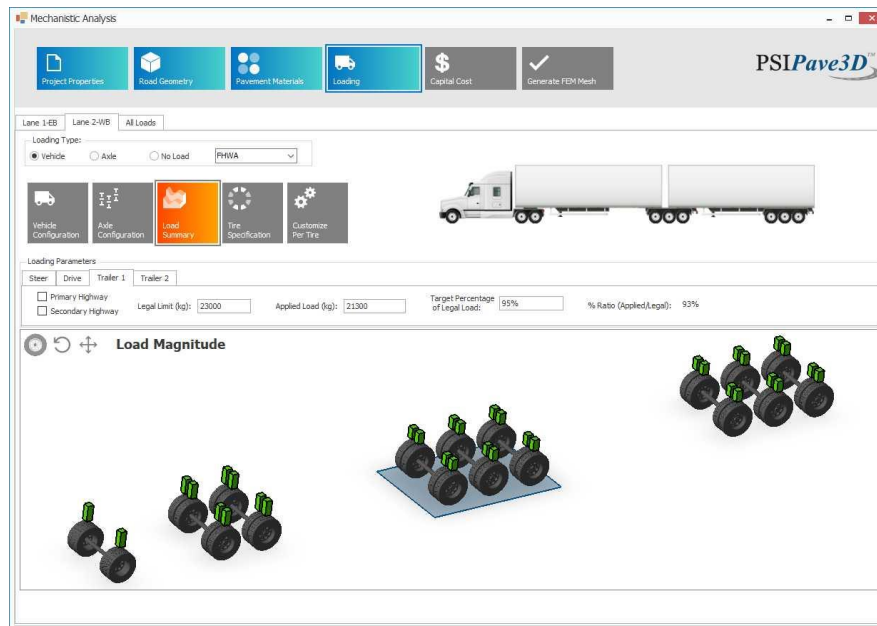 Mechanistic Analysis
Project Properties
Road Geometry
Pavement Materials
Loading
Capital Cost
Generate FEM Mesh
PSIPave3D™
Lane 1-EB Lane 2-WB All Loads
Loading Type:
Vehicle Axle No Load FHWA
Vehicle
Configuration
Axle
Configuration
Load
Summary
Tire
Specification
Customize
Per Tire
Loading Parameters
Steer Drive Trailer 1 Trailer 2
Primary Highway
Secondary Highway
Legal Limit (kg): 23000
Applied Load (kg): 21300
Target Percentage
of Legal Load:
95%
% Ratio (Applied/Legal): 93%
Load Magnitude